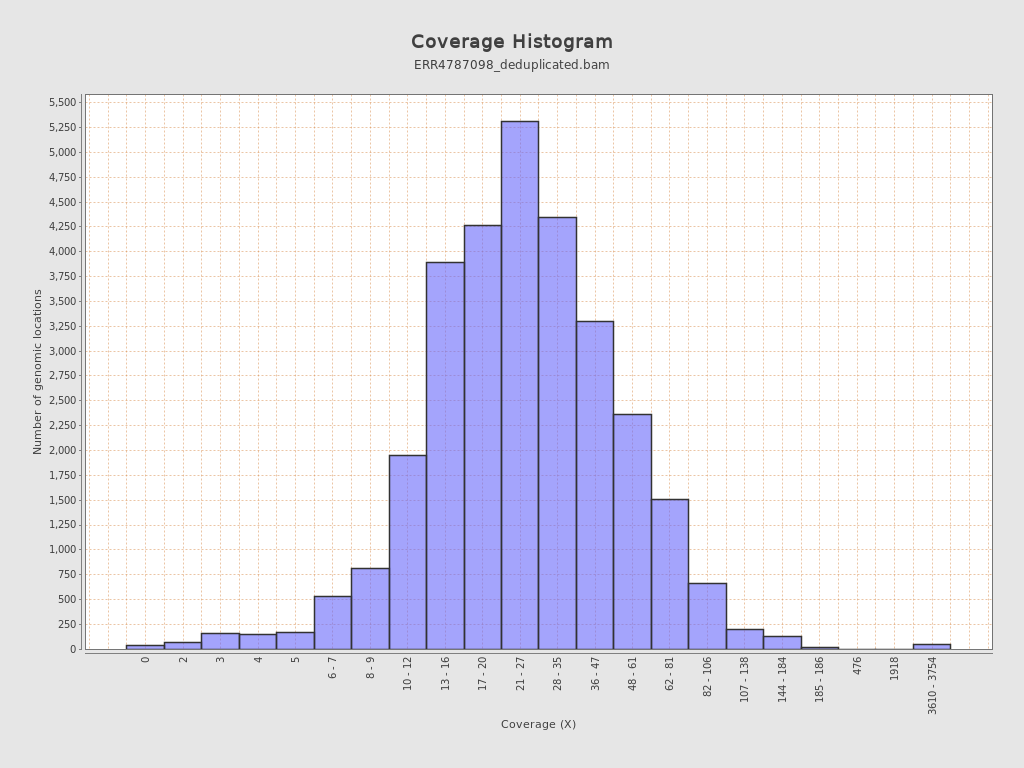 Coverage Histogram
ERR4787098_deduplicated.bam
Number of genomic locations
5,500
5,250
5,000
4,750
4,500
4,250
4,000
3,750
3,500
3,250
3,000
2,750
2,500
2,250
2,000
1,750
1,500
1,250
1,000
750
500
250
0
0
2
3
4
5
6 - 7
8 - 9
10 - 12
13 - 16
17 - 20
21 - 27
28 - 35
36 - 47
48 - 61
62 - 81
82 - 106
107 - 138
144 - 184
185 - 186
476
1918
3610 - 3754
Coverage (X)